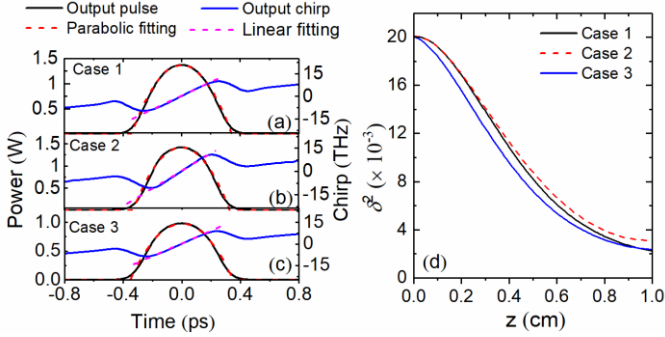 Output pulse Output chirp
Parabolic fitting Linear fitting
Case 1
1.5
1.0
0.5
15
0
-15
(a)
Case 2
1.5
1.0
0.5
15
0
-15
(b)
Case 3
1.0
0.5
0.0
15
0
-15
(c)
Power (W)
Chirp (THz)
-0.8 -0.4 0.0 0.4 0.8
Time (ps)
Case 1
Case 2
Case 3
20
16
12
8
4
0
δ² (× 10⁻³)
(d)
0.0 0.2 0.4 0.6 0.8 1.0
z (cm)